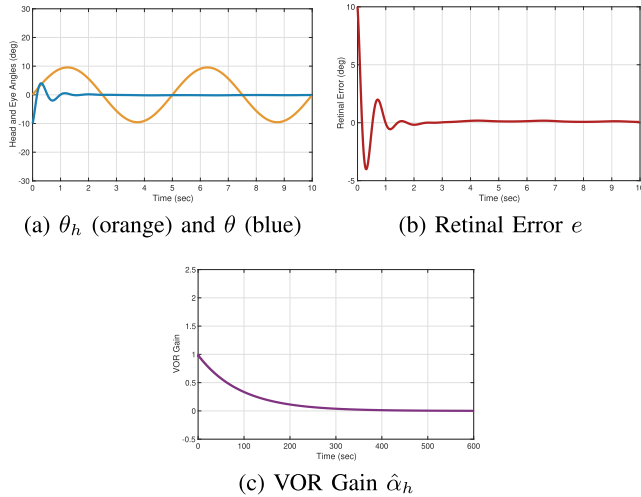 Head and Eye Angles (deg)
30
20
10
0
-10
-20
-30
0 1 2 3 4 5 6 7 8 9 10
Time (sec)
(a) θ_h (orange) and θ (blue)
Retinal Error (deg)
10
5
0
-5
0 1 2 3 4 5 6 7 8 9 10
Time (sec)
(b) Retinal Error e
VOR Gain
2.5
2
1.5
1
0.5
0
-0.5
0 100 200 300 400 500 600
Time (sec)
(c) VOR Gain α̂_h